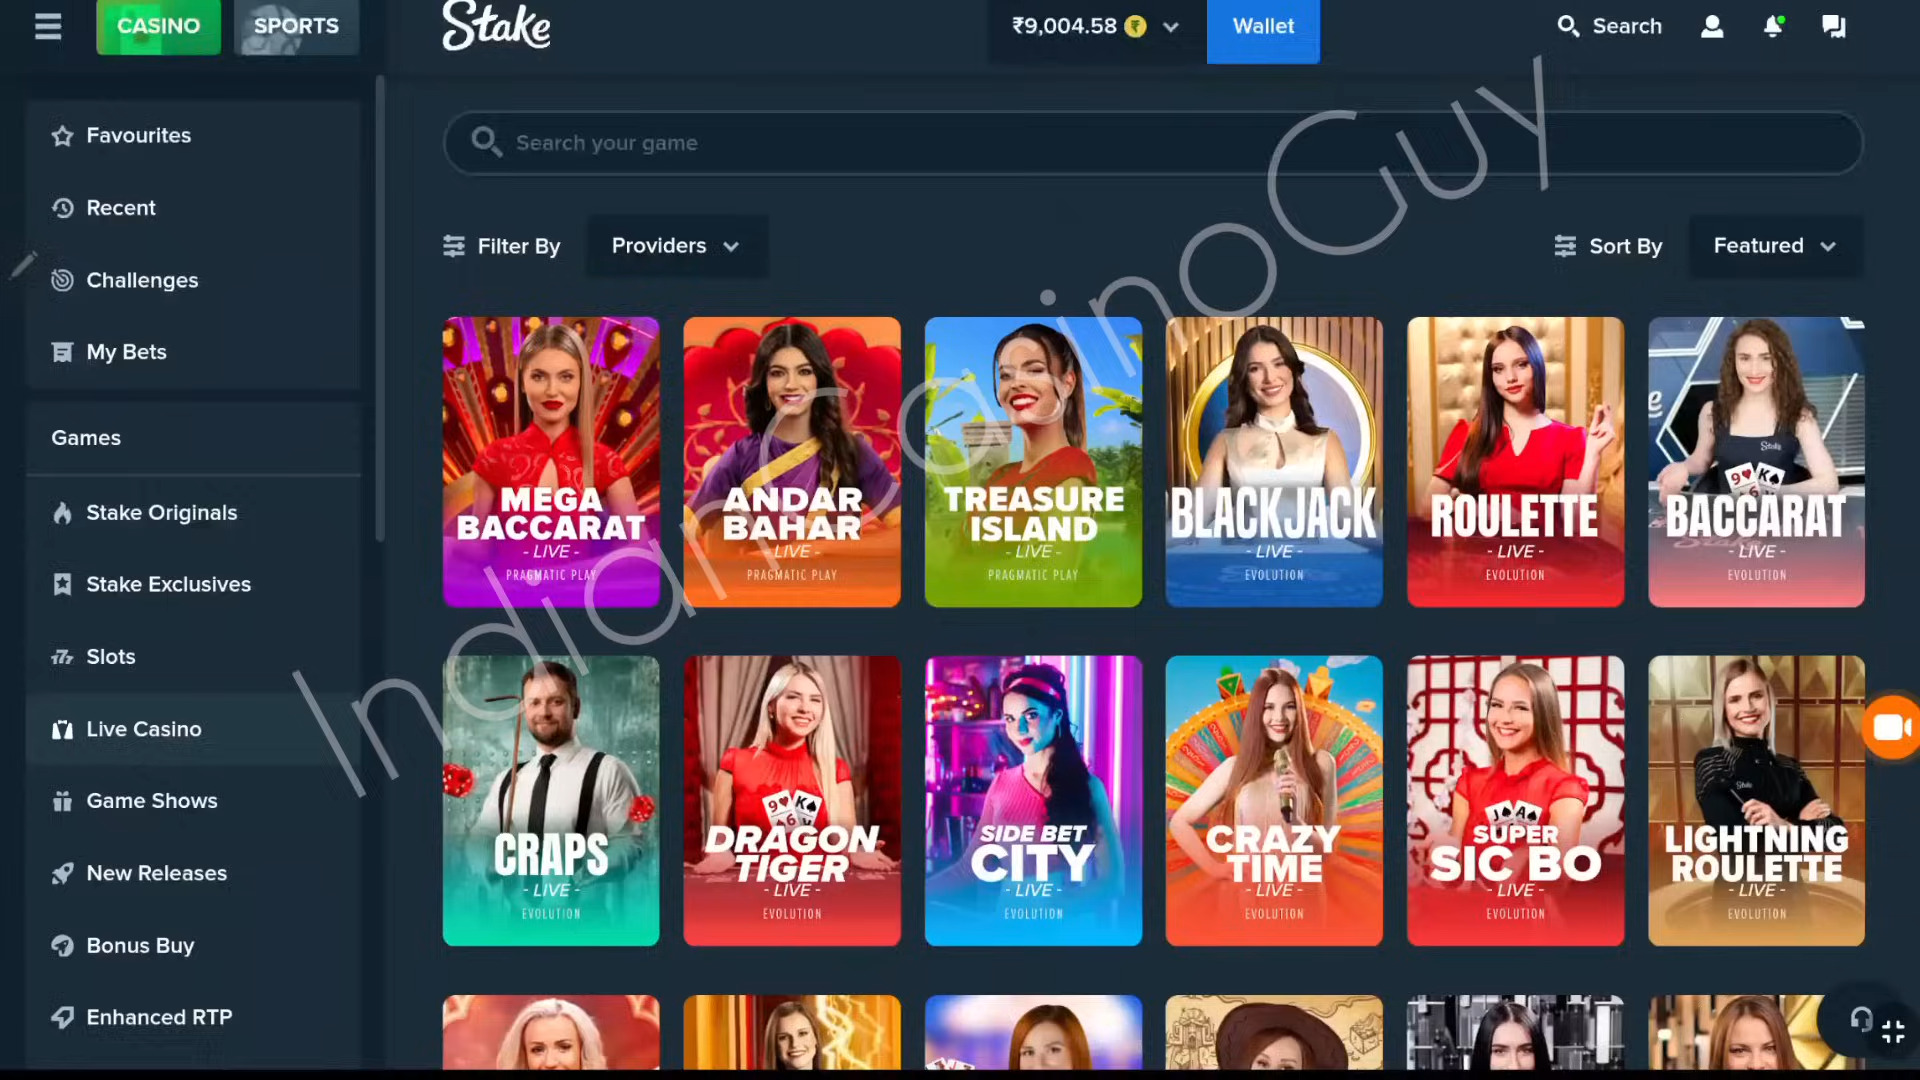 CASINO
SPORTS
Stake
₹9,004.58
Wallet
Search
Search your game
Filter By
Providers
Sort By
Featured
Favourites
Recent
Challenges
My Bets
Games
Stake Originals
Stake Exclusives
Slots
Live Casino
Game Shows
New Releases
Bonus Buy
Enhanced RTP
MEGA
BACCARAT
- LIVE -
PRAGMATIC PLAY
ANDAR
BAHAR
- LIVE -
PRAGMATIC PLAY
TREASURE
ISLAND
- LIVE -
PRAGMATIC PLAY
BLACKJACK
- LIVE -
EVOLUTION
ROULETTE
- LIVE -
EVOLUTION
Stake
BACCARAT
- LIVE -
EVOLUTION
CRAPS
- LIVE -
EVOLUTION
DRAGON
TIGER
- LIVE -
EVOLUTION
SIDE BET
CITY
- LIVE -
EVOLUTION
CRAZY
TIME
- LIVE -
EVOLUTION
SUPER
SIC BO
- LIVE -
EVOLUTION
LIGHTNING
ROULETTE
- LIVE -
EVOLUTION
IndianCasinoGuy